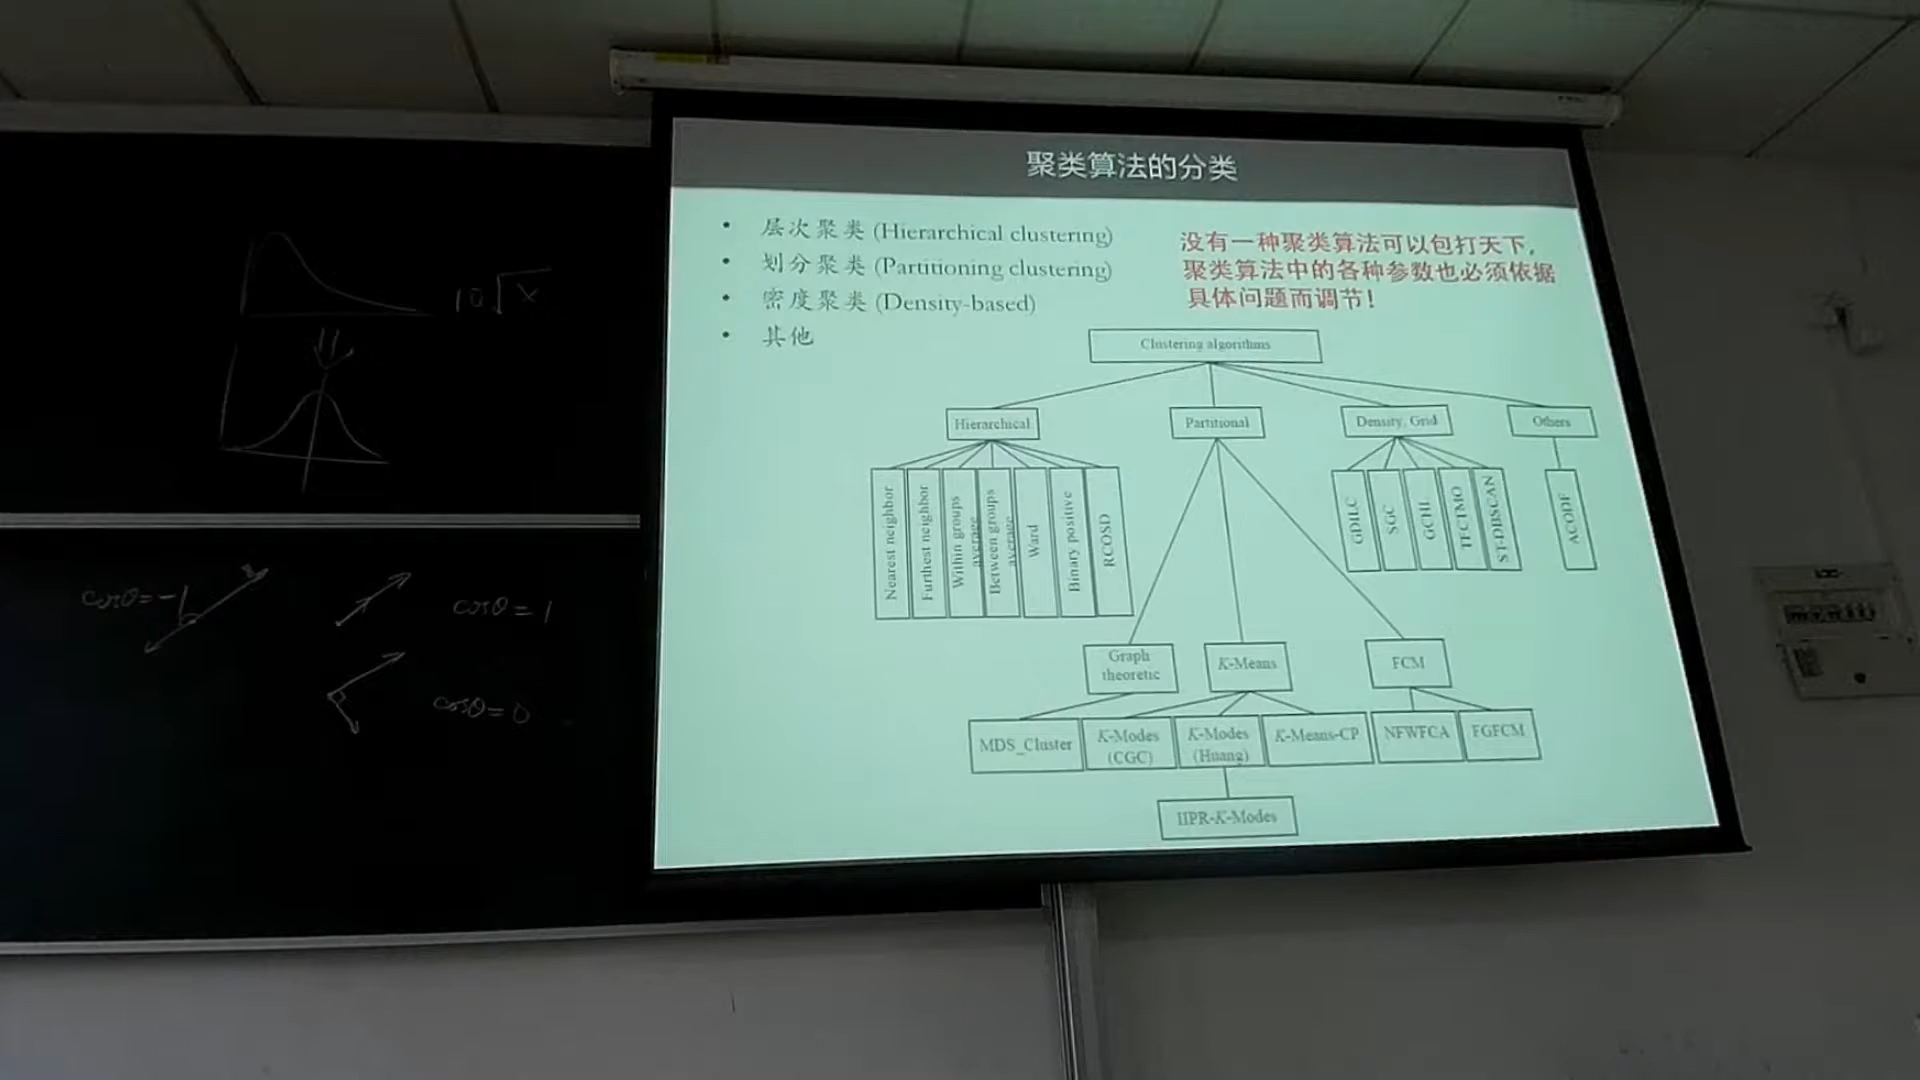 聚类算法的分类
• 层次聚类 (Hierarchical clustering)
• 划分聚类 (Partitioning clustering)
• 密度聚类 (Density-based)
• 其他
没有一种聚类算法可以包打天下,
聚类算法中的各种参数也必须依据
具体问题而调节!
Clustering algorithms
Hierarchical
Partitional
Density, Grid
Others
Nearest neighbor
Furthest neighbor
Within groups
average
Between groups
average
Ward
Binary positive
RCOSD
GDILC
SGC
GCHL
TFCTMO
ST-DBSCAN
ACODF
Graph
theoretic
K-Means
FCM
MDS_Cluster
K-Modes
(CGC)
K-Modes
(Huang)
K-Means-CP
NFWFCA
FGFCM
HPR-K-Modes
10√x
cosθ=-1
cosθ=1
cosθ=0